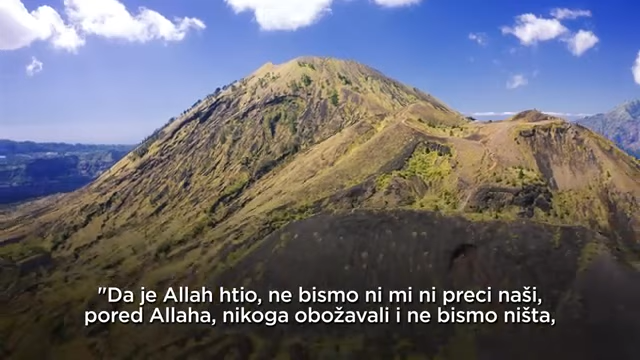 "Da je Allah htio, ne bismo ni mi ni preci naši,
pored Allaha, nikoga obožavali i ne bismo ništa,